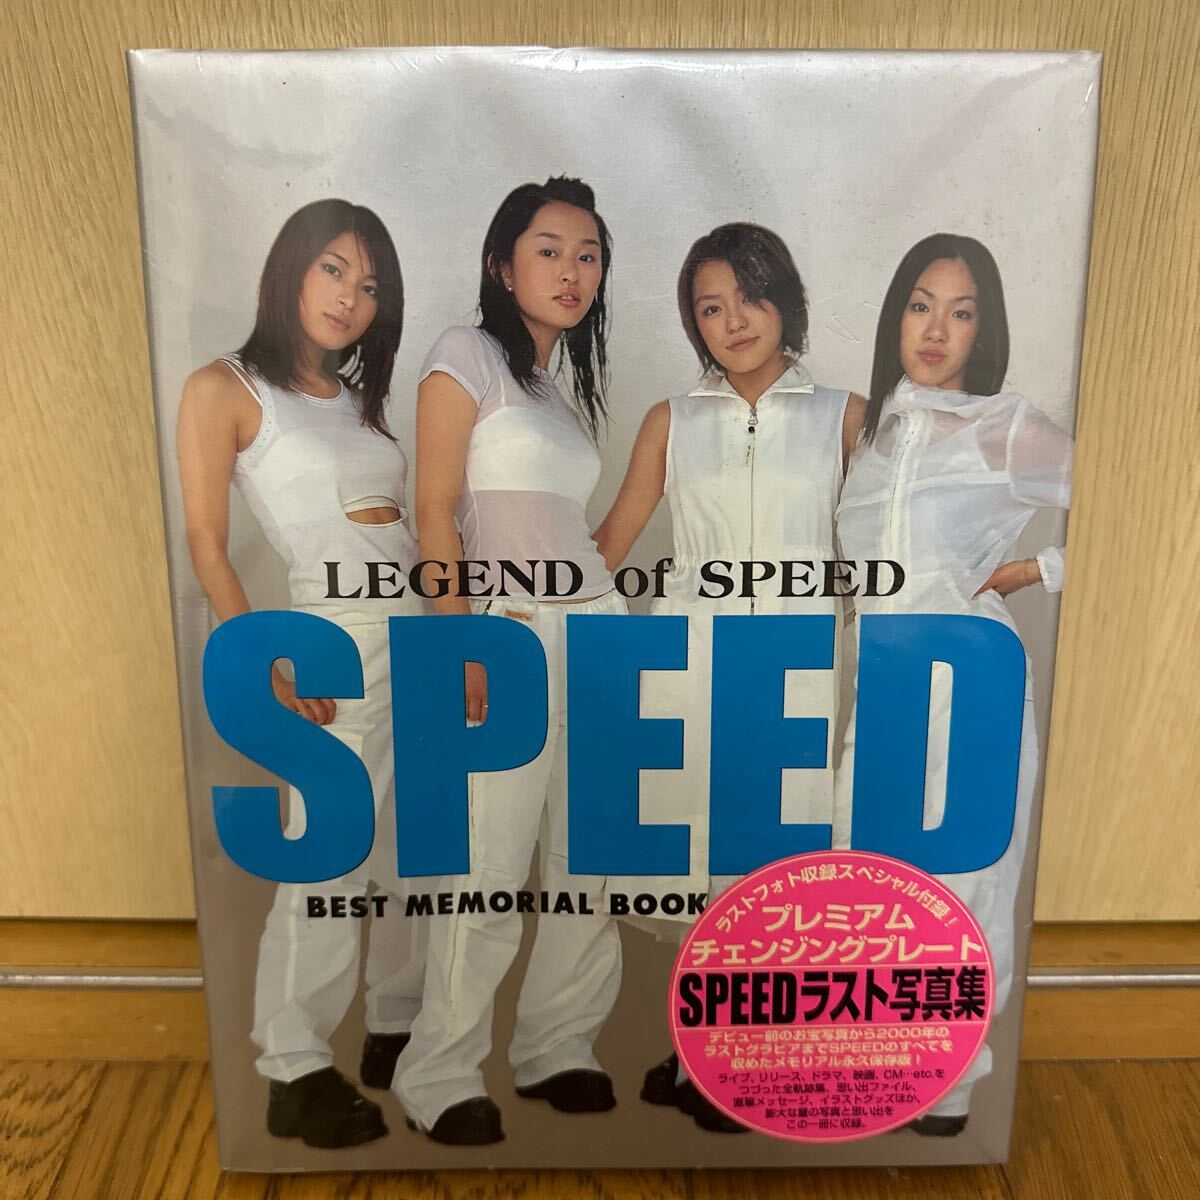 LEGEND of SPEED
SPEED
BEST MEMORIAL BOOK
ラストフォト収録スペシャル付録!
プレミアム
チェンジングプレート
SPEEDラスト写真集
デビュー前のお宝写真から2000年の
ラストグラビアまでSPEEDのすべてを
収めたメモリアル永久保存版!
ライブ、リリース、ドラマ、映画、CM…etc.を
つづった全軌跡集、思い出ファイル、
直筆メッセージ、イラストグッズほか、
膨大な量の写真と思い出を
この一冊に収録。